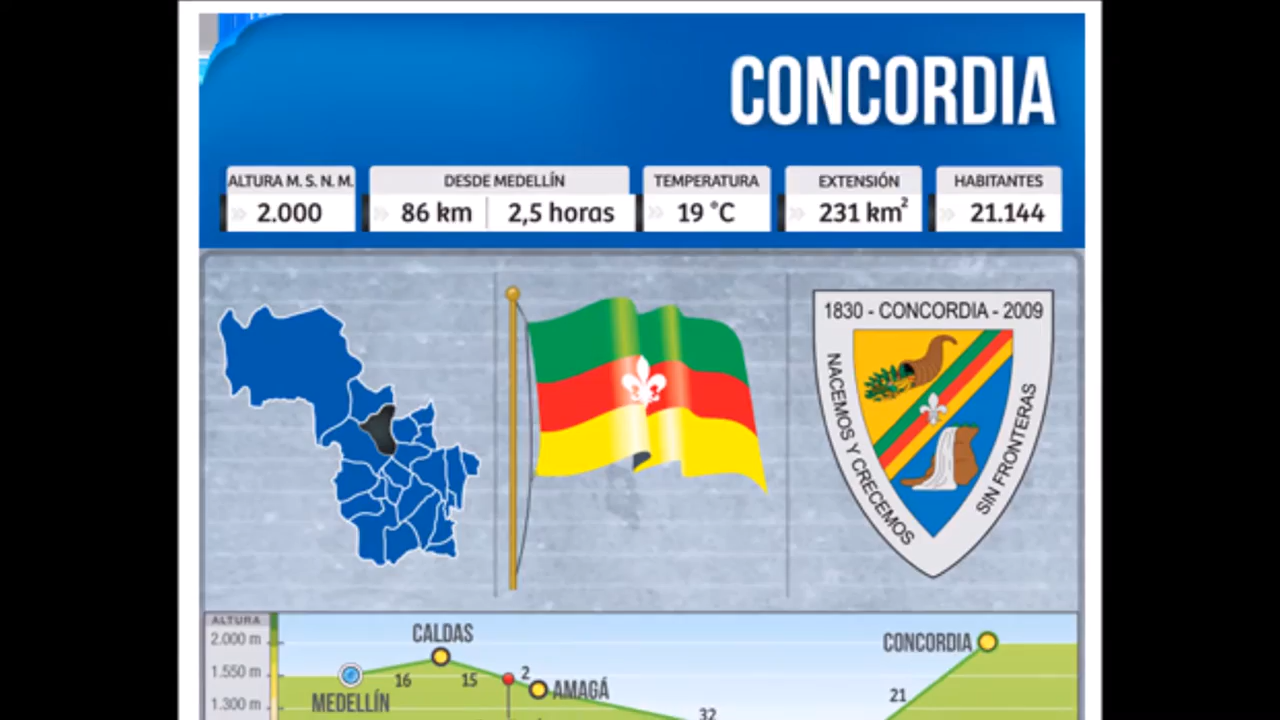 CONCORDIA
ALTURA M. S. N. M.
2.000
DESDE MEDELLÍN
86 km 2,5 horas
TEMPERATURA
19 °C
EXTENSIÓN
231 km²
HABITANTES
21.144
1830 - CONCORDIA - 2009
NACEMOS Y CRECEMOS
SIN FRONTERAS
ALTURA
2.000 m
1.550 m
1.300 m
MEDELLÍN
16
CALDAS
15
2
AMAGÁ
32
21
CONCORDIA